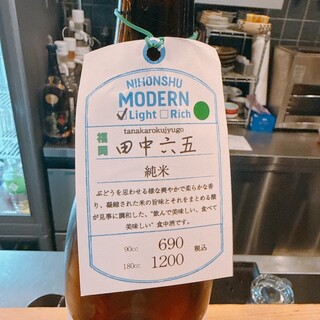 NIHONSHU
MODERN
☑Light □Rich
tanakarokujyugo
福岡 田中六五
純米
ぶどうを思わせる様な爽やかで柔らかな香
り、凝縮された米の旨味とそれをまとめる酸
が見事に調和した、"飲んで美味しい、食べて
美味しい" 食中酒です。
90cc 690 税込
180cc 1200